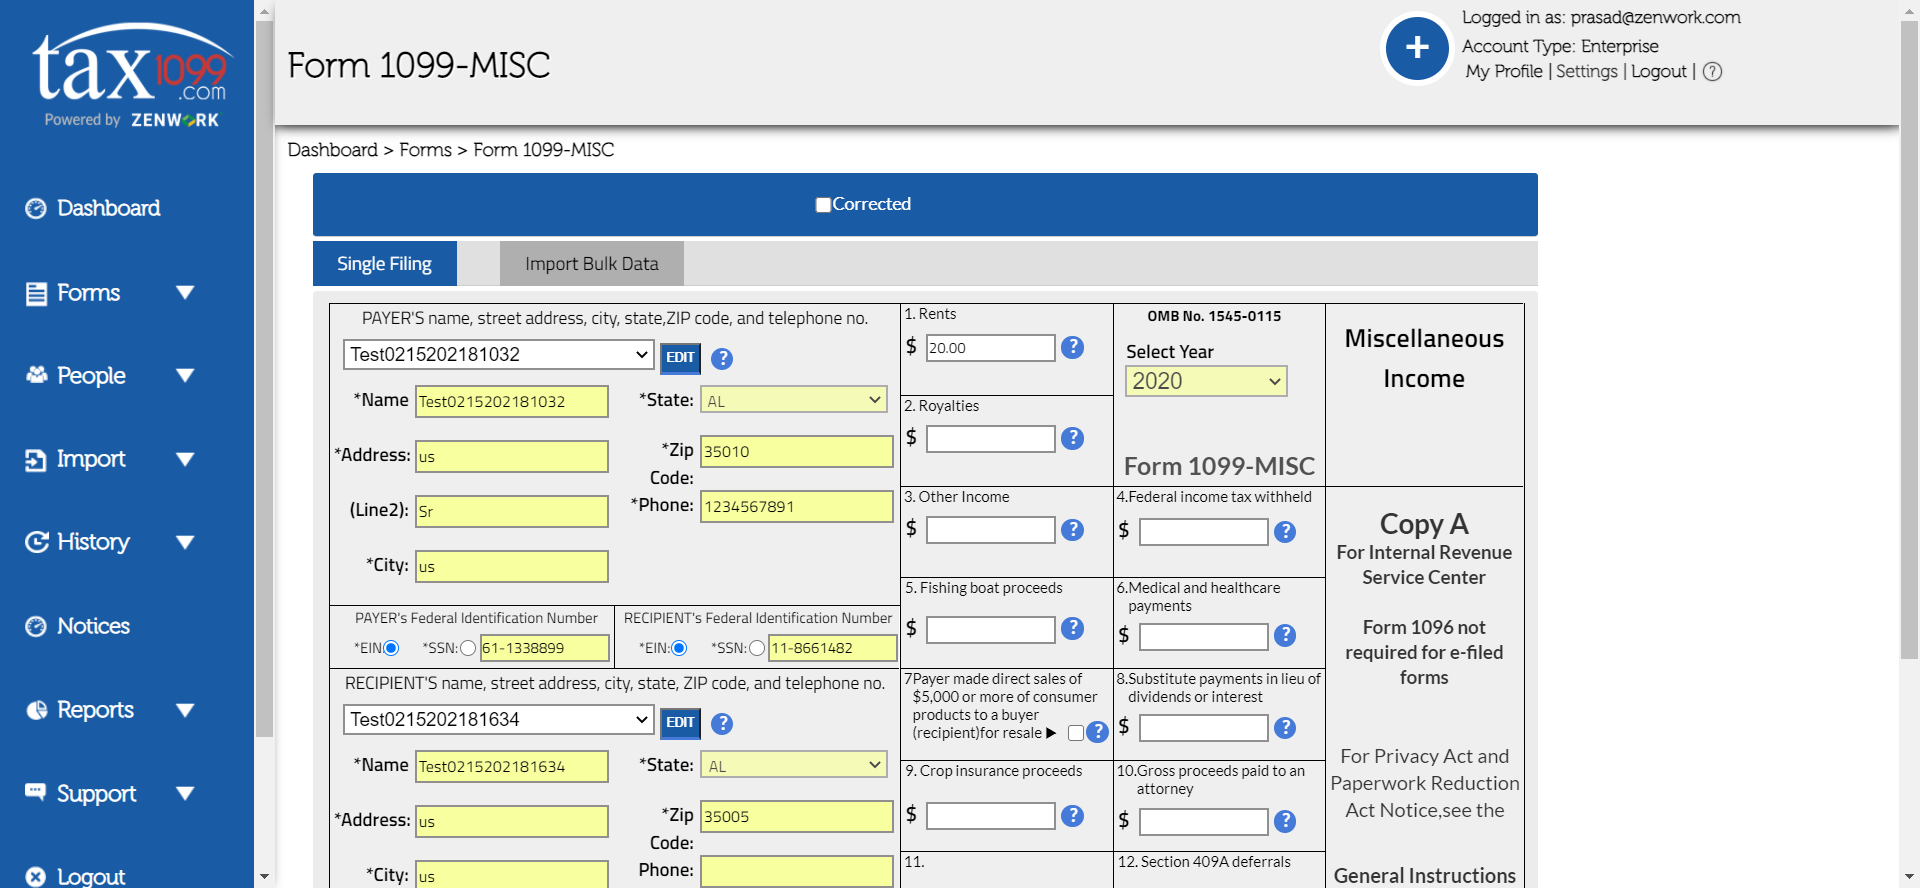 tax1099
.com
Powered by ZENWORK
Dashboard
Forms
People
Import
History
Notices
Reports
Support
Logout
Form 1099-MISC
+
Logged in as: prasad@zenwork.com
Account Type: Enterprise
My Profile | Settings | Logout | ?
Dashboard > Forms > Form 1099-MISC
Corrected
Single Filing
Import Bulk Data
PAYER'S name, street address, city, state,ZIP code, and telephone no.
Test0215202181032
EDIT ?
*Name Test0215202181032
*State: AL
*Address: us
*Zip Code: 35010
(Line2): Sr
*Phone: 1234567891
*City: us
PAYER's Federal Identification Number
*EIN: *SSN: 61-1338899
RECIPIENT's Federal Identification Number
*EIN: *SSN: 11-8661482
RECIPIENT'S name, street address, city, state, ZIP code, and telephone no.
Test0215202181634
EDIT ?
*Name Test0215202181634
*State: AL
*Address: us
*Zip Code: 35005
*City: us
Phone:
1. Rents
$ 20.00 ?
2. Royalties
$ ?
3. Other Income
$ ?
5. Fishing boat proceeds
$ ?
7Payer made direct sales of
$5,000 or more of consumer
products to a buyer
(recipient)for resale ▶ ?
9. Crop insurance proceeds
$ ?
11.
OMB No. 1545-0115
Select Year
2020
Form 1099-MISC
4.Federal income tax withheld
$ ?
6.Medical and healthcare
payments
$ ?
8.Substitute payments in lieu of
dividends or interest
$ ?
10.Gross proceeds paid to an
attorney
$ ?
12. Section 409A deferrals
Miscellaneous
Income
Copy A
For Internal Revenue
Service Center
Form 1096 not
required for e-filed
forms
For Privacy Act and
Paperwork Reduction
Act Notice,see the
General Instructions